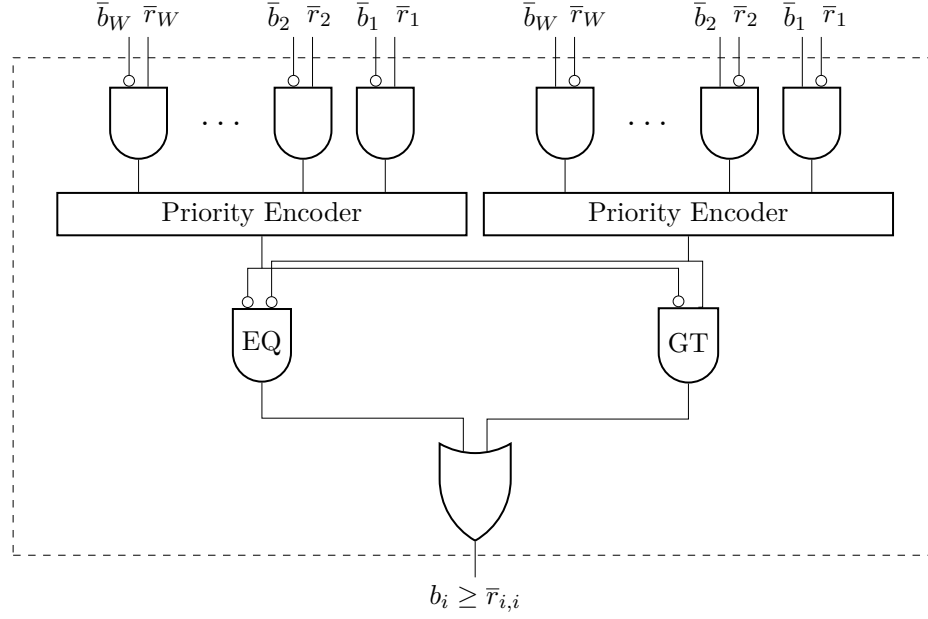 b̅_W r̅_W b̅_2 r̅_2 b̅_1 r̅_1 b̅_W r̅_W b̅_2 r̅_2 b̅_1 r̅_1
... ...
Priority Encoder Priority Encoder
EQ GT
b_i ≥ r̅_{i,i}